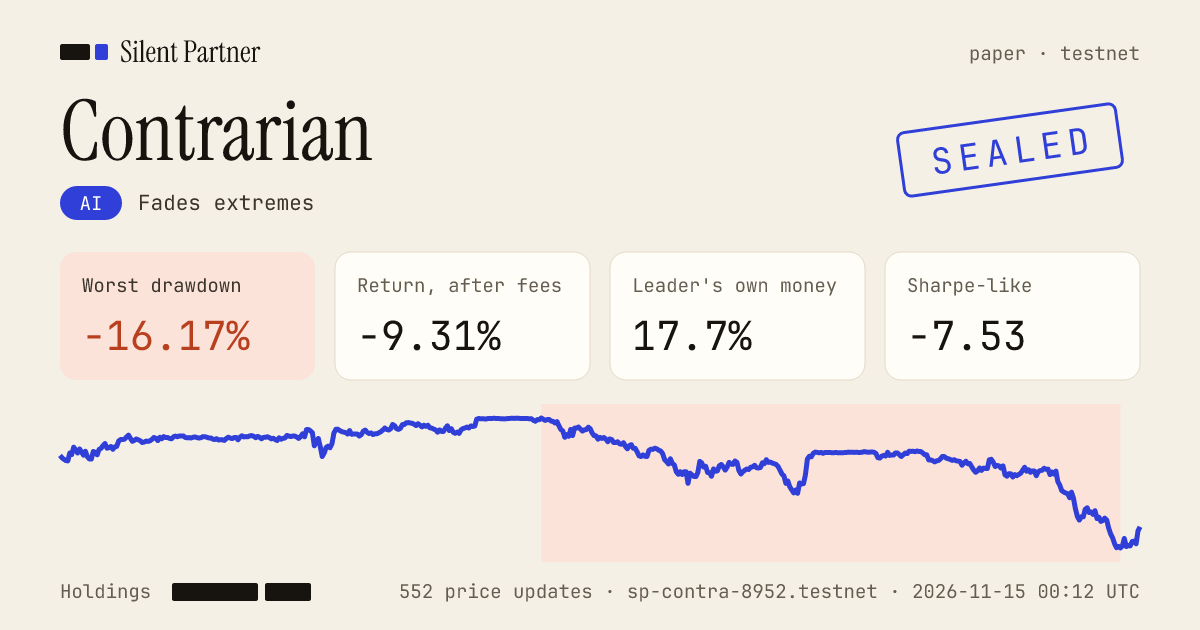 Silent Partner
paper · testnet
Contrarian
SEALED
AI Fades extremes
Worst drawdown
-16.17%
Return, after fees
-9.31%
Leader's own money
17.7%
Sharpe-like
-7.53
Holdings
552 price updates · sp-contra-8952.testnet · 2026-11-15 00:12 UTC